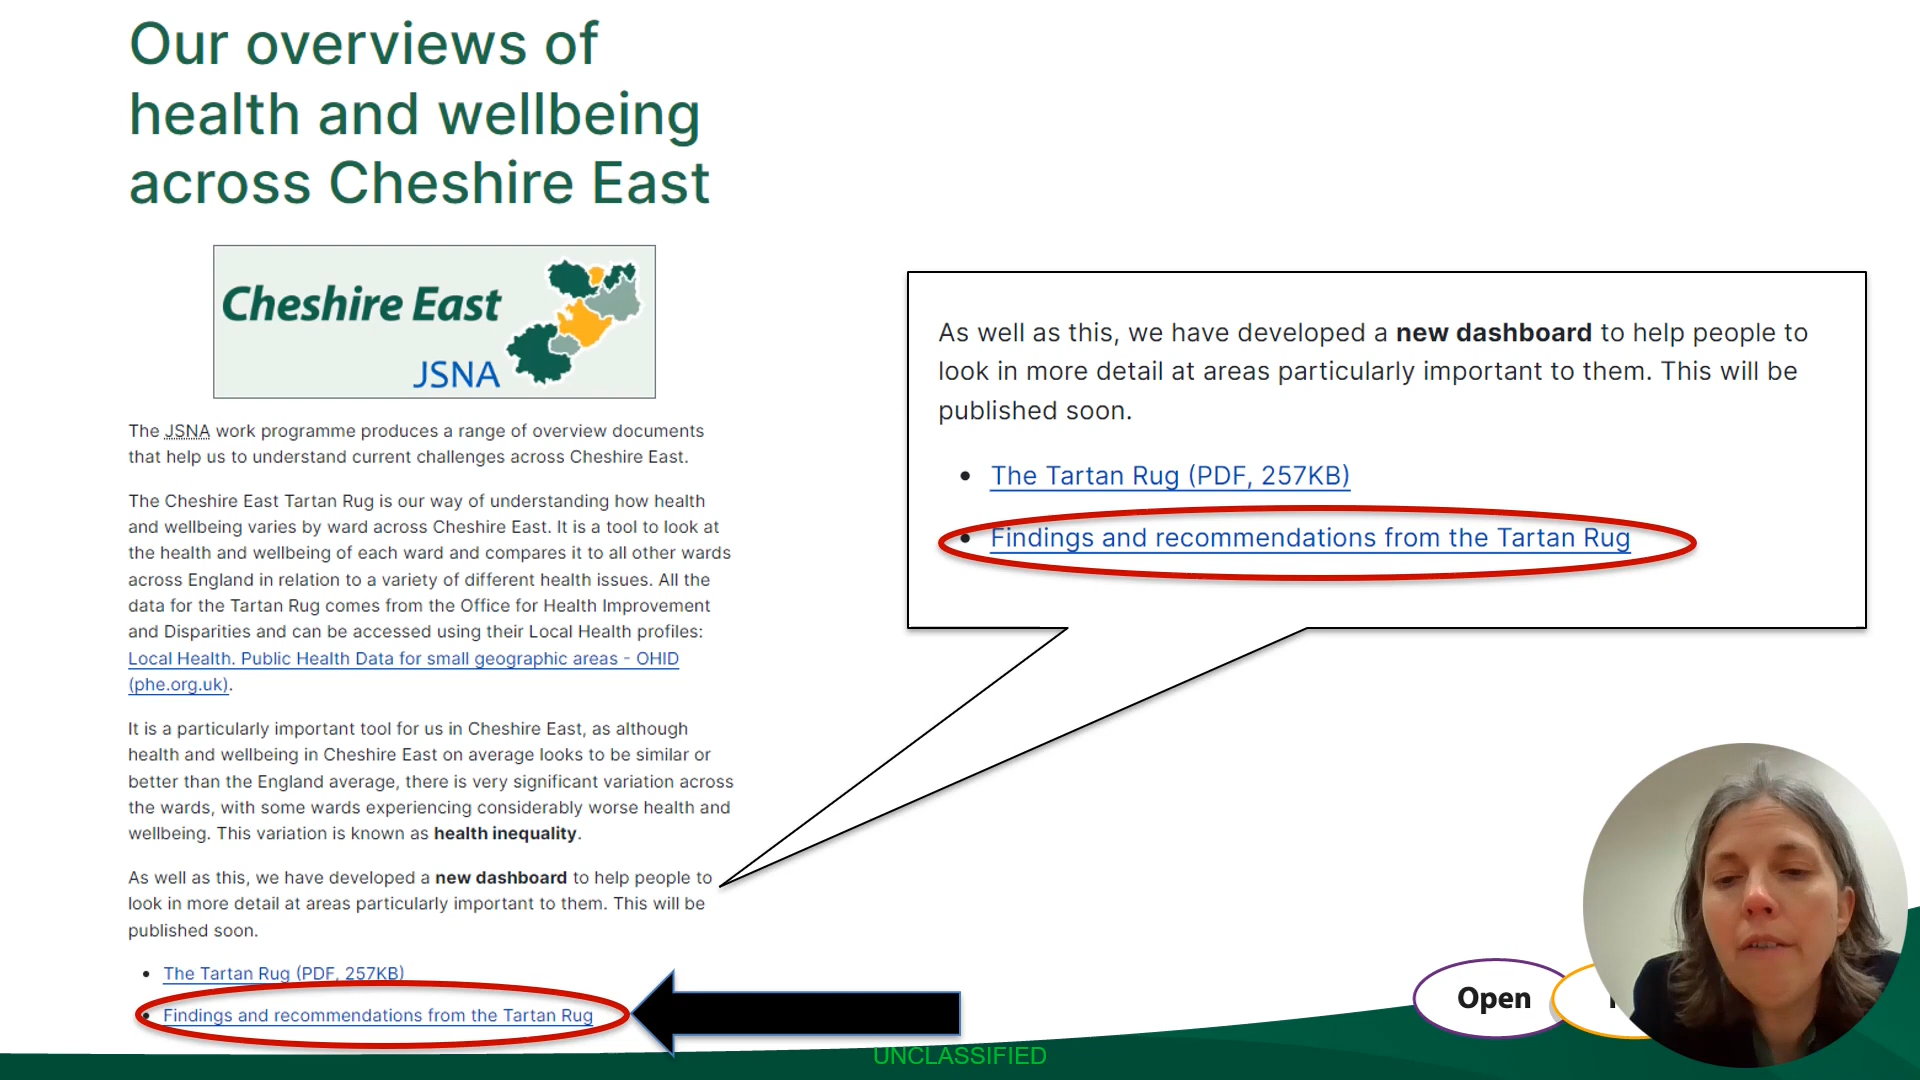 Our overviews of
health and wellbeing
across Cheshire East
Cheshire East
JSNA
The JSNA work programme produces a range of overview documents
that help us to understand current challenges across Cheshire East.
The Cheshire East Tartan Rug is our way of understanding how health
and wellbeing varies by ward across Cheshire East. It is a tool to look at
the health and wellbeing of each ward and compares it to all other wards
across England in relation to a variety of different health issues. All the
data for the Tartan Rug comes from the Office for Health Improvement
and Disparities and can be accessed using their Local Health profiles:
Local Health. Public Health Data for small geographic areas - OHID
(phe.org.uk).
It is a particularly important tool for us in Cheshire East, as although
health and wellbeing in Cheshire East on average looks to be similar or
better than the England average, there is very significant variation across
the wards, with some wards experiencing considerably worse health and
wellbeing. This variation is known as health inequality.
As well as this, we have developed a new dashboard to help people to
look in more detail at areas particularly important to them. This will be
published soon.
• The Tartan Rug (PDF, 257KB)
• Findings and recommendations from the Tartan Rug
As well as this, we have developed a new dashboard to help people to
look in more detail at areas particularly important to them. This will be
published soon.
• The Tartan Rug (PDF, 257KB)
• Findings and recommendations from the Tartan Rug
Open
UNCLASSIFIED